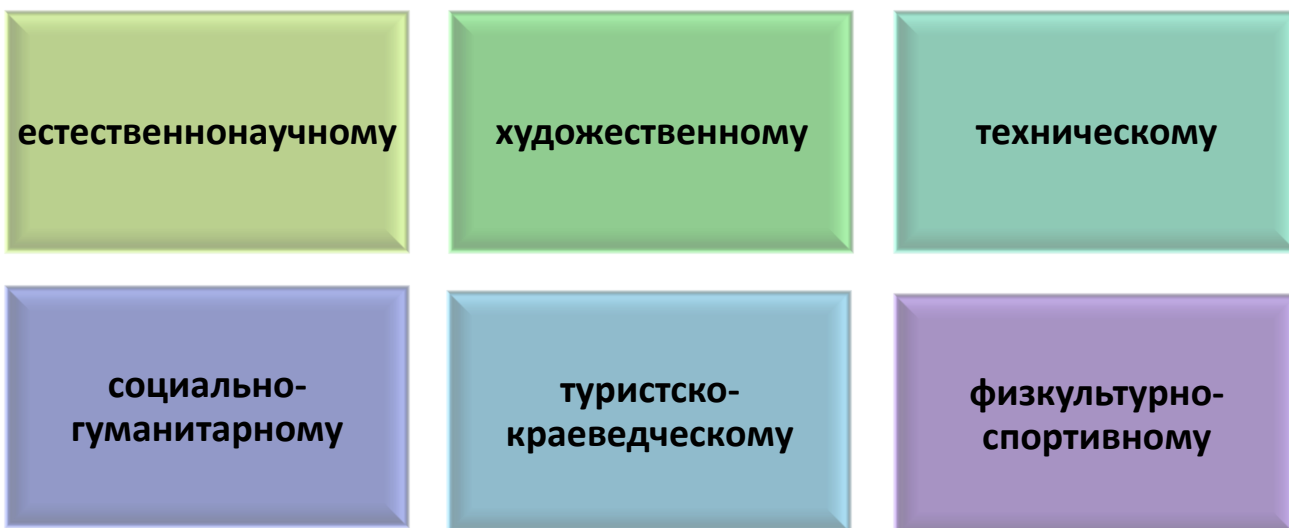 естественнонаучному
художественному
техническому
социально-
гуманитарному
туристско-
краеведческому
физкультурно-
спортивному